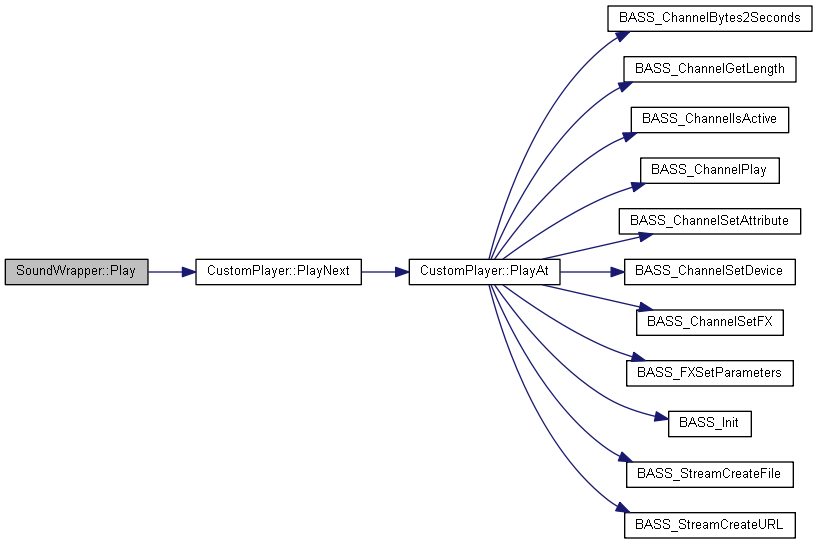 BASS_ChannelBytes2Seconds
BASS_ChannelGetLength
BASS_ChannelIsActive
BASS_ChannelPlay
BASS_ChannelSetAttribute
SoundWrapper::Play
CustomPlayer::PlayNext
CustomPlayer::PlayAt
BASS_ChannelSetDevice
BASS_ChannelSetFX
BASS_FXSetParameters
BASS_Init
BASS_StreamCreateFile
BASS_StreamCreateURL